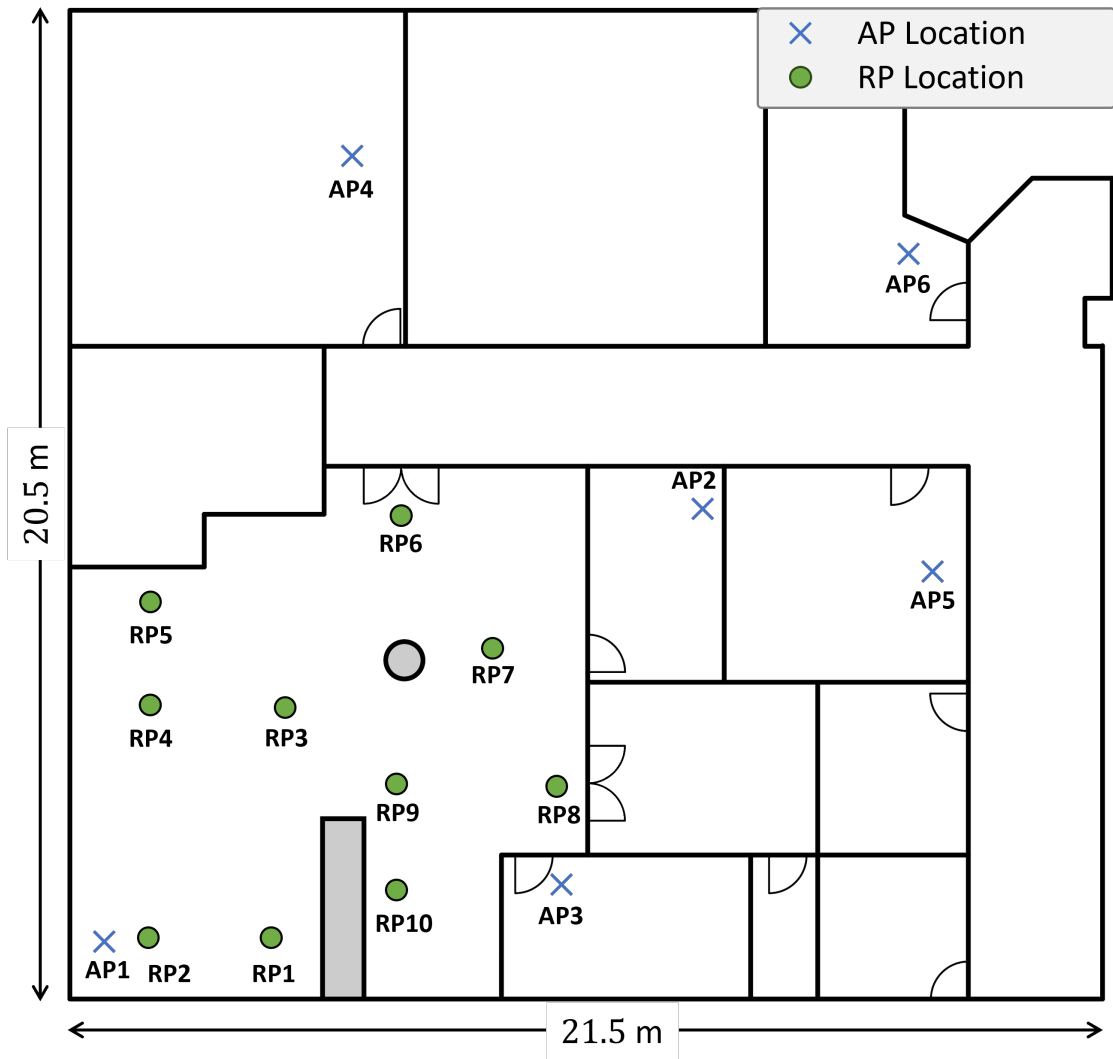 AP Location
RP Location
AP4
AP6
20.5 m
AP2
RP6
AP5
RP5
RP7
RP4
RP3
RP9
RP8
AP3
RP10
AP1
RP2
RP1
21.5 m